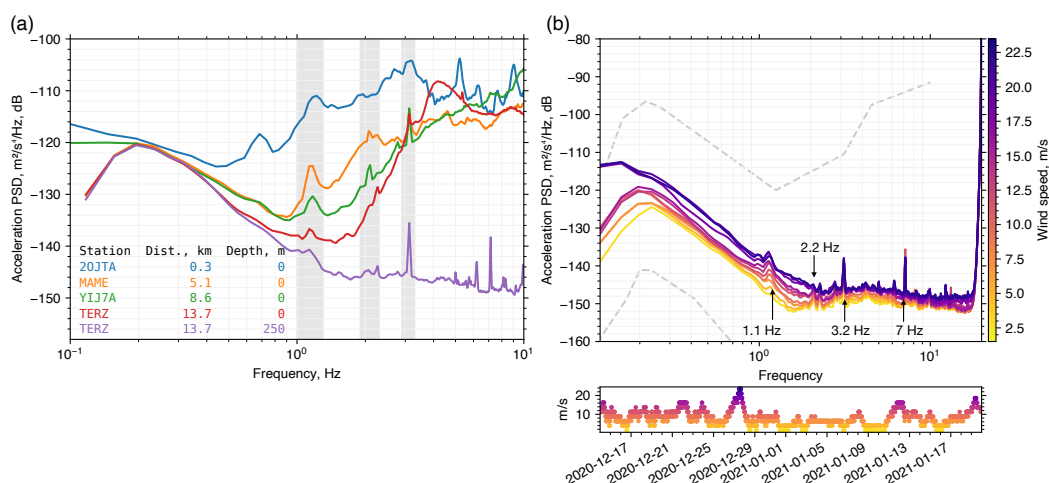 (a)
−100
−110
−120
−130
−140
−150
Acceleration PSD, m²/s⁴/Hz, dB
Station Dist., km Depth, m
2OJTA 0.3 0
MAME 5.1 0
YIJ7A 8.6 0
TERZ 13.7 0
TERZ 13.7 250
10⁻¹ 10⁰ 10¹
Frequency, Hz
(b)
−80
−90
−100
−110
−120
−130
−140
−150
−160
Acceleration PSD, m²/s⁴/Hz, dB
2.2 Hz
1.1 Hz 3.2 Hz 7 Hz
10⁰ 10¹
Frequency
22.5
20.0
17.5
15.0
12.5
10.0
7.5
5.0
2.5
Wind speed, m/s
20
10
m/s
2020-12-17 2020-12-21 2020-12-25 2020-12-29 2021-01-01 2021-01-05 2021-01-09 2021-01-13 2021-01-17